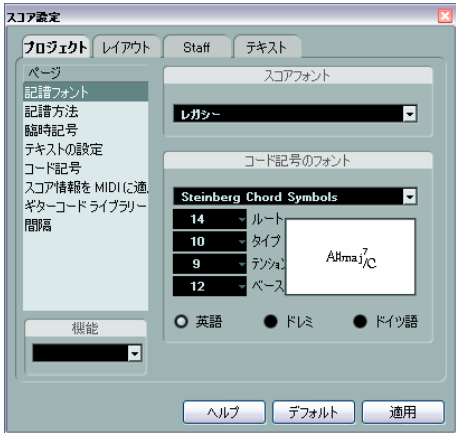 スコア設定
プロジェクト レイアウト Staff テキスト
ページ
記譜フォント
記譜方法
臨時記号
テキストの設定
コード記号
スコア情報を MIDI に適
ギターコード ライブラリー
間隔
機能
スコアフォント
レガシー
コード記号のフォント
Steinberg Chord Symbols
14 ルート
10 タイプ
9 テンション
12 ベース
A#maj7/C
英語 ドレミ ドイツ語
ヘルプ デフォルト 適用